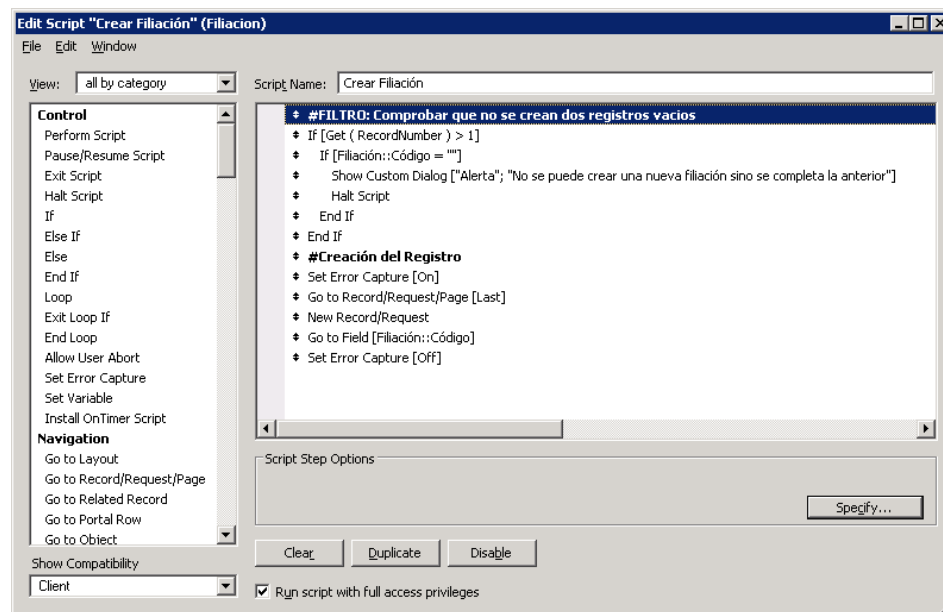 Edit Script "Crear Filiación" (Filiacion)
File Edit Window
View: all by category
Script Name: Crear Filiación
Control
Perform Script
Pause/Resume Script
Exit Script
Halt Script
If
Else If
Else
End If
Loop
Exit Loop If
End Loop
Allow User Abort
Set Error Capture
Set Variable
Install OnTimer Script
Navigation
Go to Layout
Go to Record/Request/Page
Go to Related Record
Go to Portal Row
Go to Object
Show Compatibility
Client
#FILTRO: Comprobar que no se crean dos registros vacios
If [Get ( RecordNumber ) > 1]
If [Filiación::Código = ""]
Show Custom Dialog ["Alerta"; "No se puede crear una nueva filiación sino se completa la anterior"]
Halt Script
End If
End If
#Creación del Registro
Set Error Capture [On]
Go to Record/Request/Page [Last]
New Record/Request
Go to Field [Filiación::Código]
Set Error Capture [Off]
Script Step Options
Specify...
Clear Duplicate Disable
Run script with full access privileges